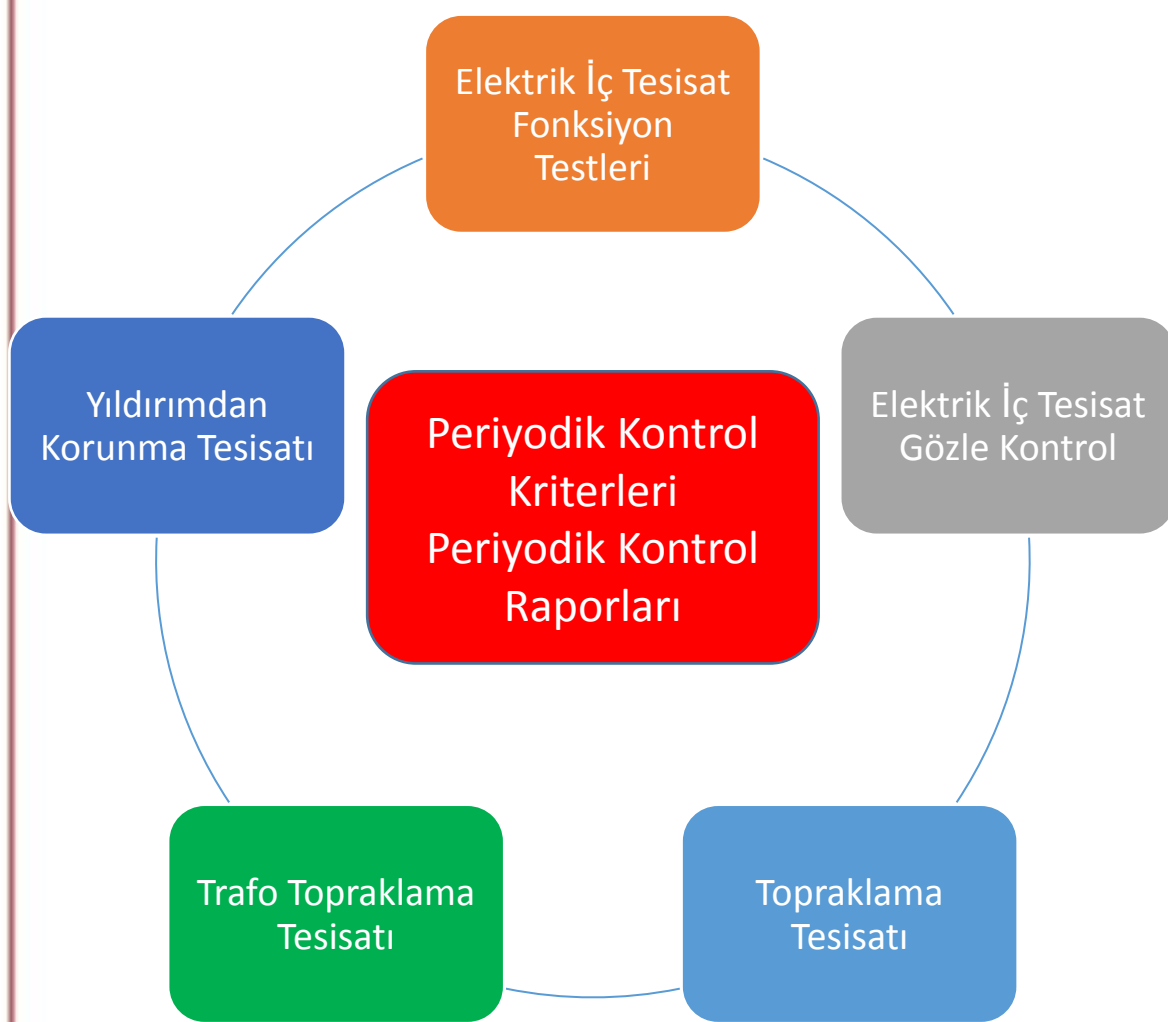 Elektrik İç Tesisat
Fonksiyon
Testleri
Yıldırımdan
Korunma Tesisatı
Periyodik Kontrol
Kriterleri
Periyodik Kontrol
Raporları
Elektrik İç Tesisat
Gözle Kontrol
Trafo Topraklama
Tesisatı
Topraklama
Tesisatı